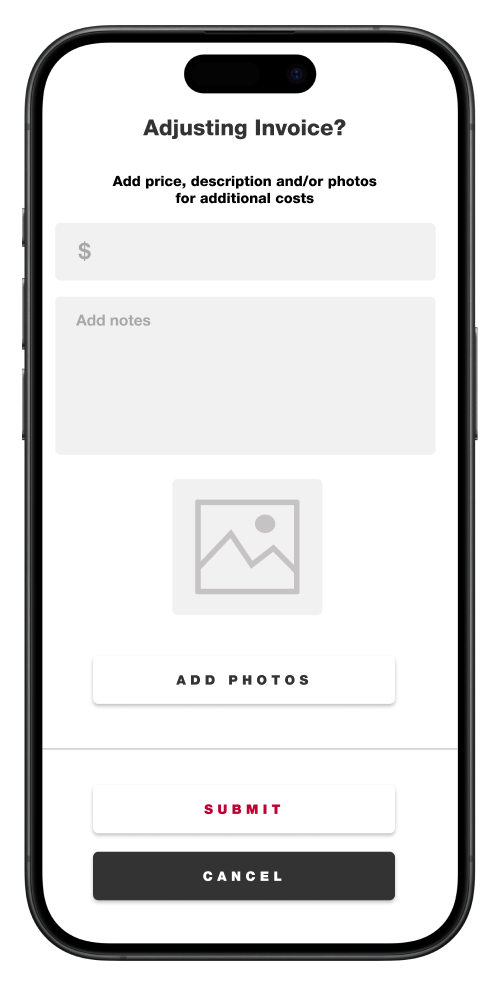 Adjusting Invoice?
Add price, description and/or photos
for additional costs
$
Add notes
ADD PHOTOS
SUBMIT
CANCEL